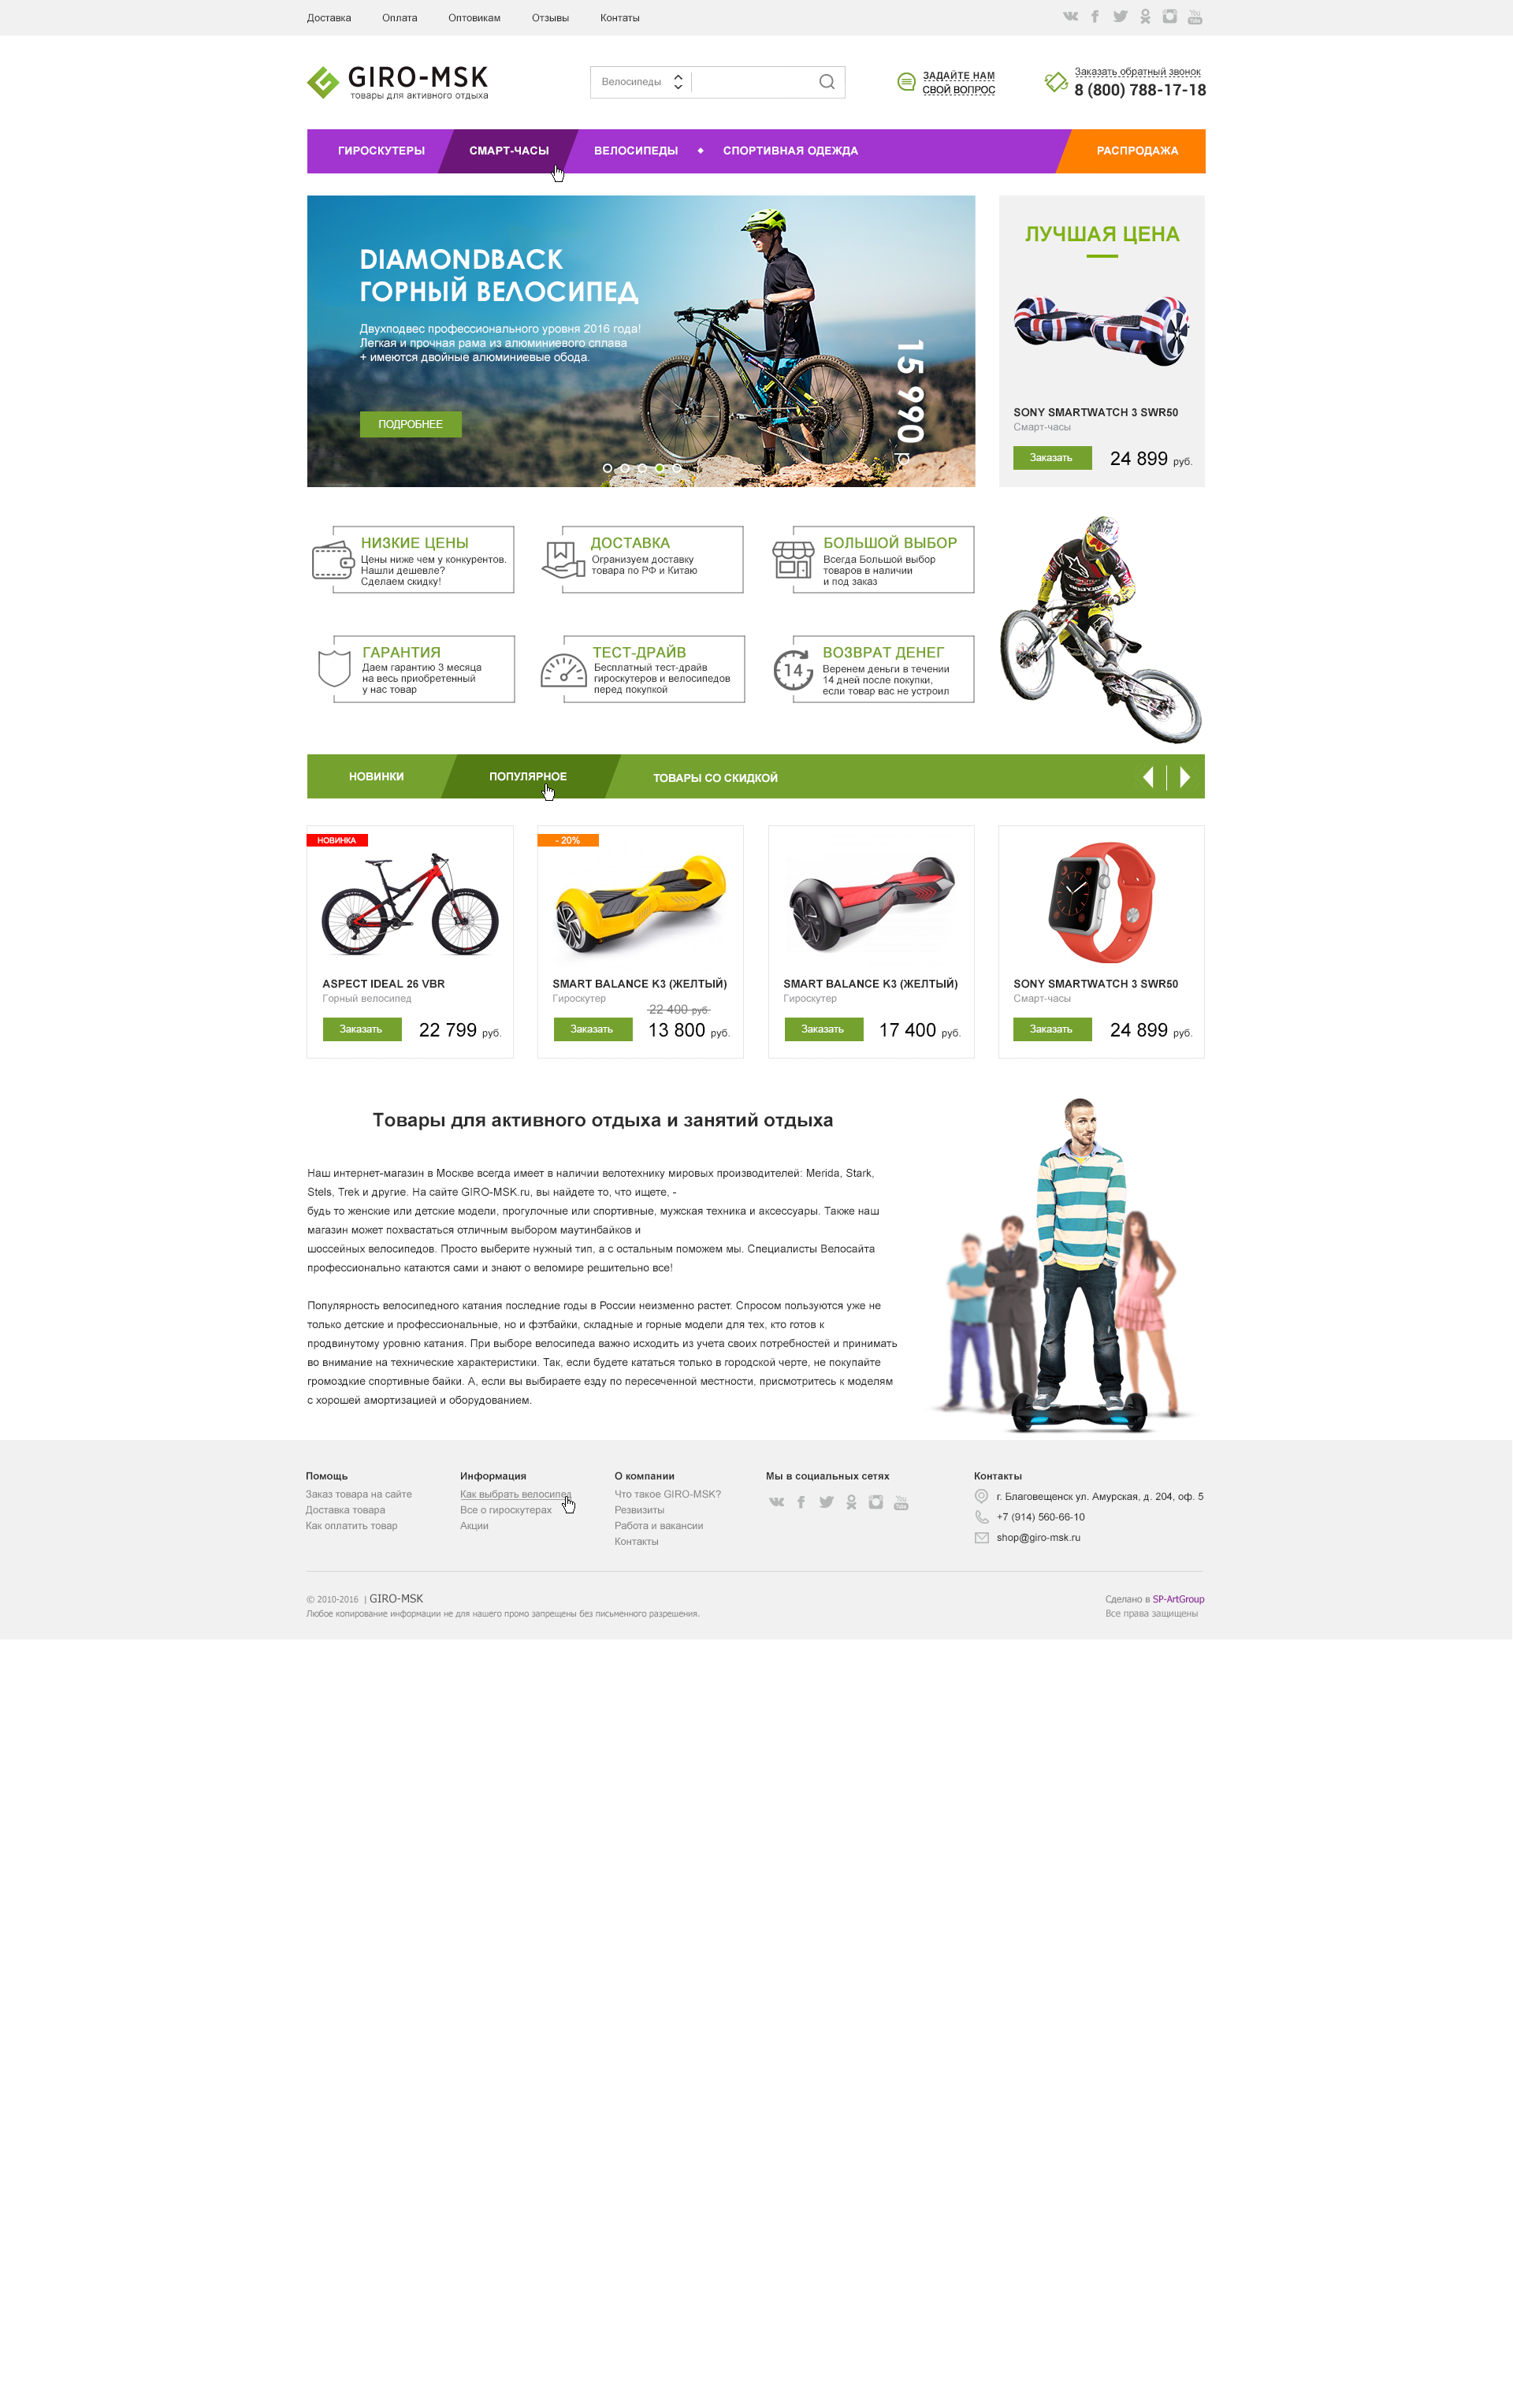 Доставка
Оплата
Оптовикам
Отзывы
Контаты
You
Tube
GIRO-MSK
товары для активного отдыха
Велосипеды
ЗАДАЙТЕ НАМ
СВОЙ ВОПРОС
Заказать обратный звонок
8 (800) 788-17-18
ГИРОСКУТЕРЫ
СМАРТ-ЧАСЫ
ВЕЛОСИПЕДЫ
СПОРТИВНАЯ ОДЕЖДА
РАСПРОДАЖА
DIAMONDBACK
ГОРНЫЙ ВЕЛОСИПЕД
Двухподвес профессионального уровня 2016 года!
Легкая и прочная рама из алюминиевого сплава
+ имеются двойные алюминиевые обода.
ПОДРОБНЕЕ
15 990 р
ЛУЧШАЯ ЦЕНА
SONY SMARTWATCH 3 SWR50
Смарт-часы
Заказать
24 899 руб.
НИЗКИЕ ЦЕНЫ
Цены ниже чем у конкурентов.
Нашли дешевле?
Сделаем скидку!
ДОСТАВКА
Огранизуем доставку
товара по РФ и Китаю
БОЛЬШОЙ ВЫБОР
Всегда Большой выбор
товаров в наличии
и под заказ
ГАРАНТИЯ
Даем гарантию 3 месяца
на весь приобретенный
у нас товар
ТЕСТ-ДРАЙВ
Бесплатный тест-драйв
гироскутеров и велосипедов
перед покупкой
14
ВОЗВРАТ ДЕНЕГ
Веренем деньги в течении
14 дней после покупки,
если товар вас не устроил
НОВИНКИ
ПОПУЛЯРНОЕ
ТОВАРЫ СО СКИДКОЙ
НОВИНКА
ASPECT IDEAL 26 VBR
Горный велосипед
Заказать
22 799 руб.
- 20%
SMART BALANCE K3 (ЖЕЛТЫЙ)
Гироскутер
22 400 руб.
Заказать
13 800 руб.
SMART BALANCE K3 (ЖЕЛТЫЙ)
Гироскутер
Заказать
17 400 руб.
SONY SMARTWATCH 3 SWR50
Смарт-часы
Заказать
24 899 руб.
Товары для активного отдыха и занятий отдыха
Наш интернет-магазин в Москве всегда имеет в наличии велотехнику мировых производителей: Merida, Stark,
Stels, Trek и другие. На сайте GIRO-MSK.ru, вы найдете то, что ищете, -
будь то женские или детские модели, прогулочные или спортивные, мужская техника и аксессуары. Также наш
магазин может похвастаться отличным выбором маутинбайков и
шоссейных велосипедов. Просто выберите нужный тип, а с остальным поможем мы. Специалисты Велосайта
профессионально катаются сами и знают о веломире решительно все!
Популярность велосипедного катания последние годы в России неизменно растет. Спросом пользуются уже не
только детские и профессиональные, но и фэтбайки, складные и горные модели для тех, кто готов к
продвинутому уровню катания. При выборе велосипеда важно исходить из учета своих потребностей и принимать
во внимание на технические характеристики. Так, если будете кататься только в городской черте, не покупайте
громоздкие спортивные байки. А, если вы выбираете езду по пересеченной местности, присмотритесь к моделям
с хорошей амортизацией и оборудованием.
Помощь
Заказ товара на сайте
Доставка товара
Как оплатить товар
Информация
Как выбрать велосипед
Все о гироскутерах
Акции
О компании
Что такое GIRO-MSK?
Резвизиты
Работа и вакансии
Контакты
Мы в социальных сетях
You
Tube
Контакты
г. Благовещенск ул. Амурская, д. 204, оф. 5
+7 (914) 560-66-10
shop@giro-msk.ru
© 2010-2016 | GIRO-MSK
Любое копирование информации не для нашего промо запрещены без письменного разрешения.
Сделано в SP-ArtGroup
Все права защищены